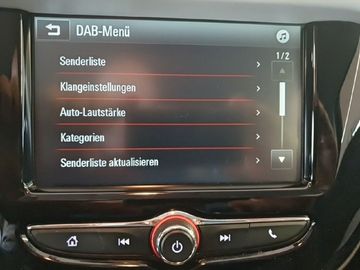 DAB-Menü
1/2
Senderliste
Klangeinstellungen
Auto-Lautstärke
Kategorien
Senderliste aktualisieren